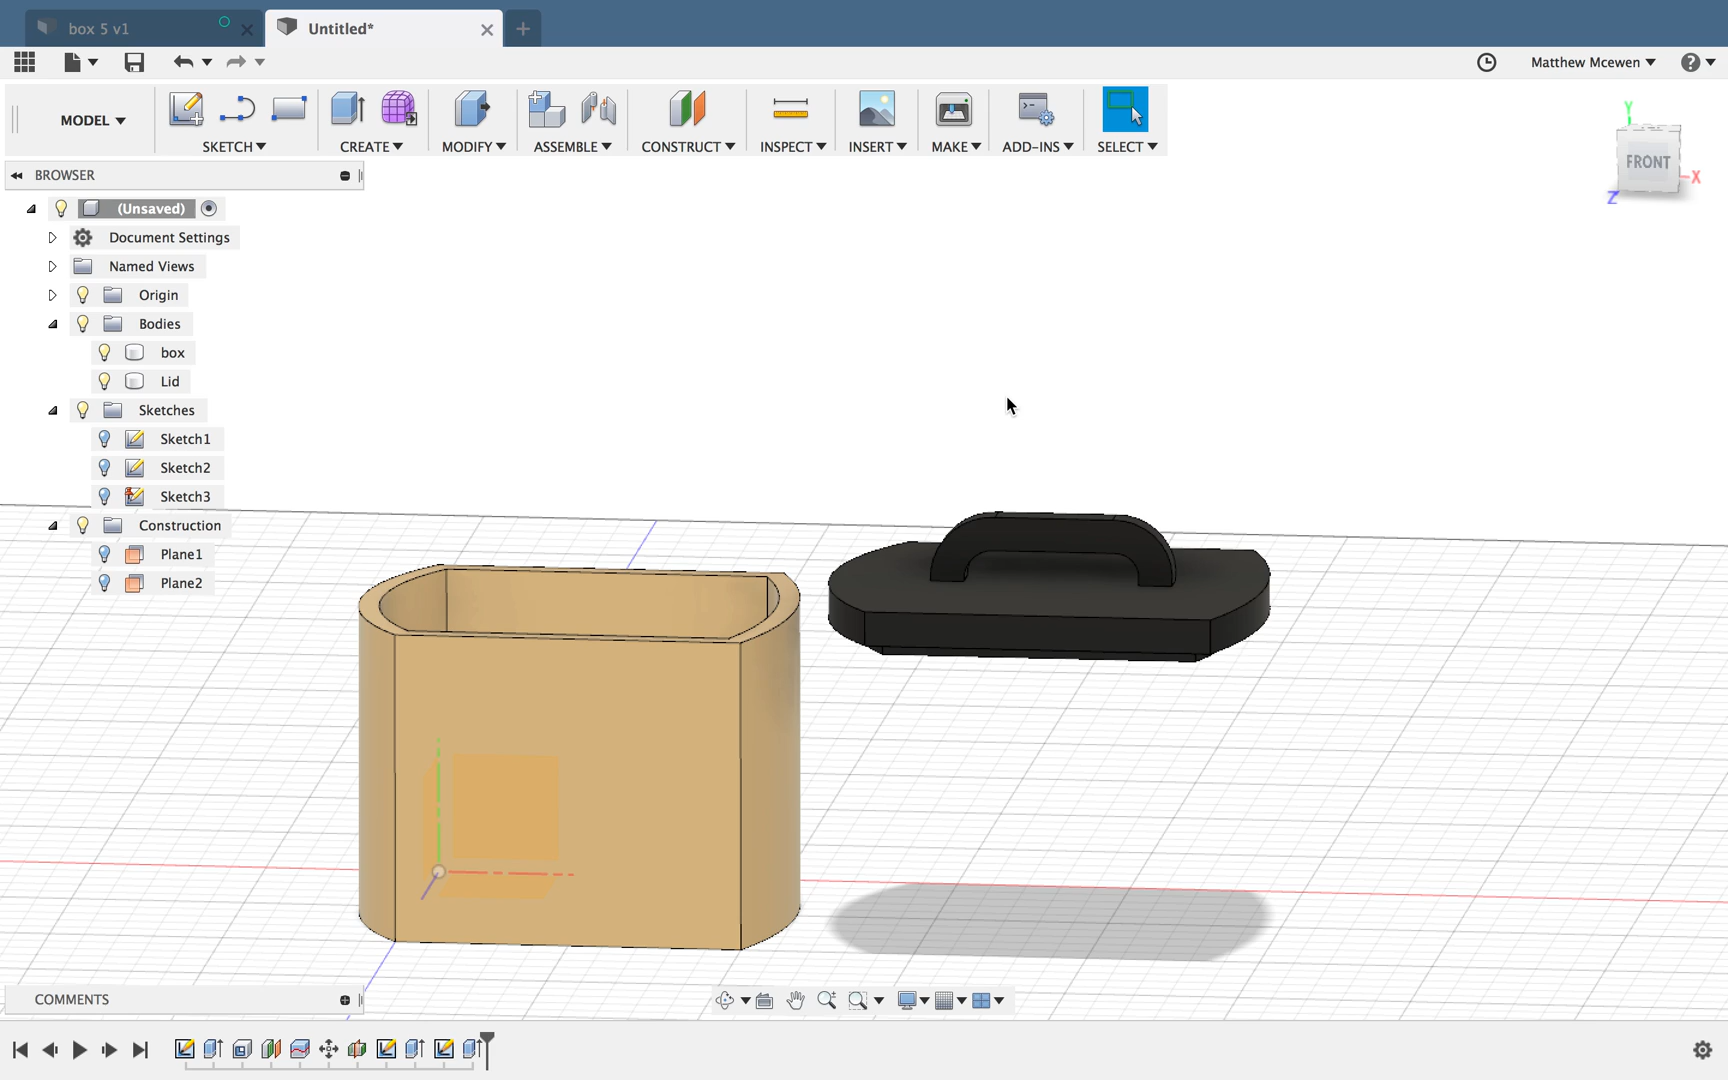 box 5 v1
Untitled*
Matthew Mcewen
MODEL
SKETCH
CREATE
MODIFY
ASSEMBLE
CONSTRUCT
INSPECT
INSERT
MAKE
ADD-INS
SELECT
Y
FRONT
X
Z
BROWSER
(Unsaved)
Document Settings
Named Views
Origin
Bodies
box
Lid
Sketches
Sketch1
Sketch2
Sketch3
Construction
Plane1
Plane2
COMMENTS